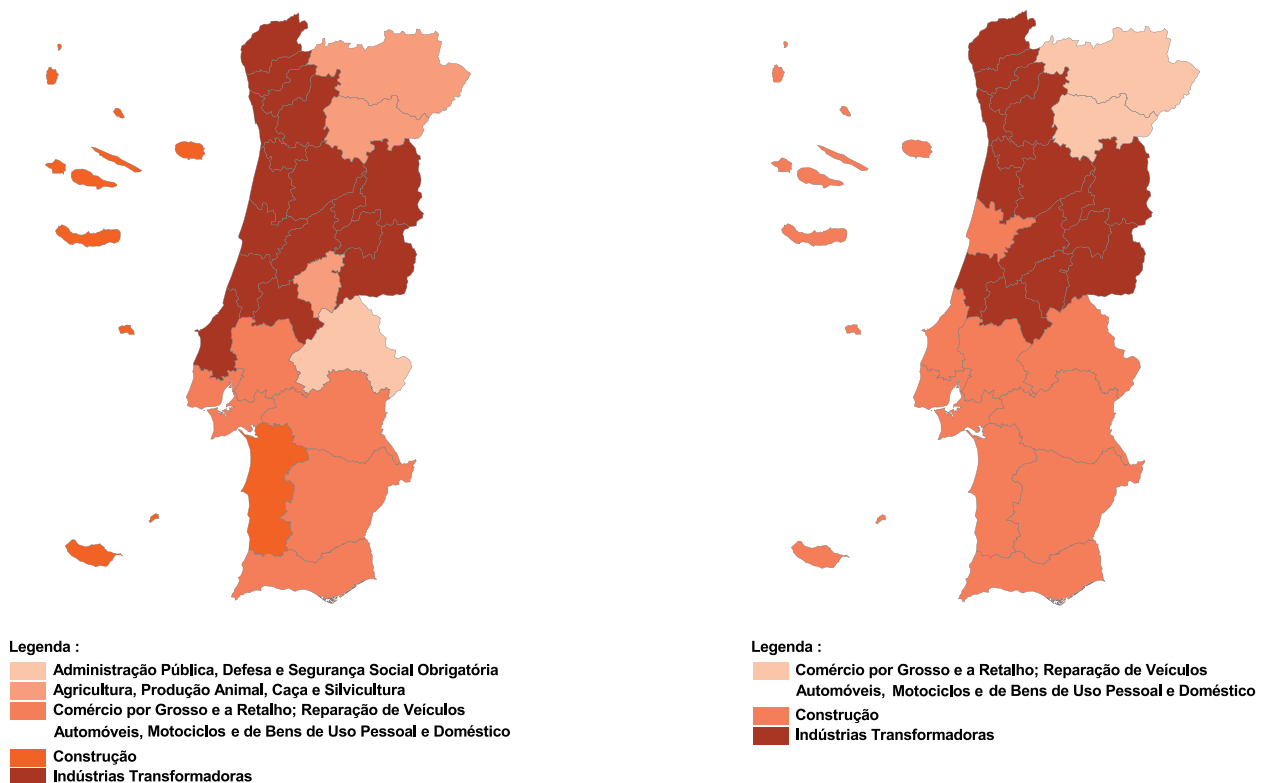 Legenda :
Administração Pública, Defesa e Segurança Social Obrigatória
Agricultura, Produção Animal, Caça e Silvicultura
Comércio por Grosso e a Retalho; Reparação de Veículos
Automóveis, Motociclos e de Bens de Uso Pessoal e Doméstico
Construção
Indústrias Transformadoras
Legenda :
Comércio por Grosso e a Retalho; Reparação de Veículos
Automóveis, Motociclos e de Bens de Uso Pessoal e Doméstico
Construção
Indústrias Transformadoras